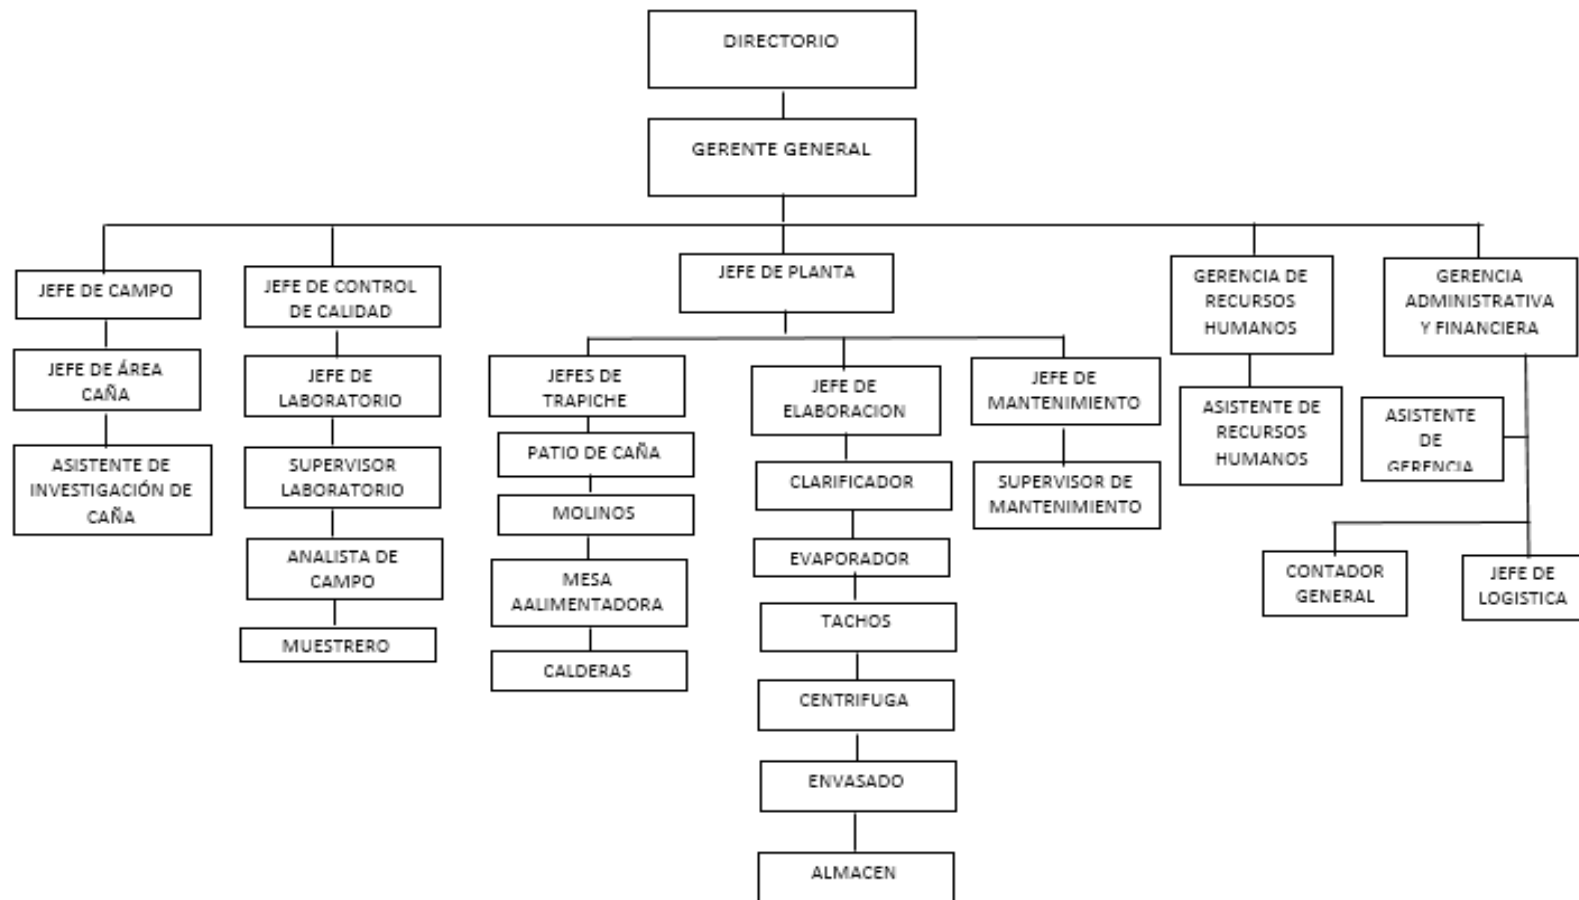 DIRECTORIO
GERENTE GENERAL
JEFE DE CAMPO
JEFE DE CONTROL
DE CALIDAD
JEFE DE PLANTA
GERENCIA DE
RECURSOS
HUMANOS
GERENCIA
ADMINISTRATIVA
Y FINANCIERA
JEFE DE ÁREA
CAÑA
JEFE DE
LABORATORIO
JEFES DE
TRAPICHE
JEFE DE
ELABORACION
JEFE DE
MANTENIMIENTO
ASISTENTE DE
RECURSOS
HUMANOS
ASISTENTE
DE
GERENCIA
ASISTENTE DE
INVESTIGACIÓN DE
CAÑA
SUPERVISOR
LABORATORIO
PATIO DE CAÑA
CLARIFICADOR
SUPERVISOR DE
MANTENIMIENTO
MOLINOS
EVAPORADOR
ANALISTA DE
CAMPO
MESA
AALIMENTADORA
CONTADOR
GENERAL
JEFE DE
LOGISTICA
TACHOS
MUESTRERO
CALDERAS
CENTRIFUGA
ENVASADO
ALMACEN